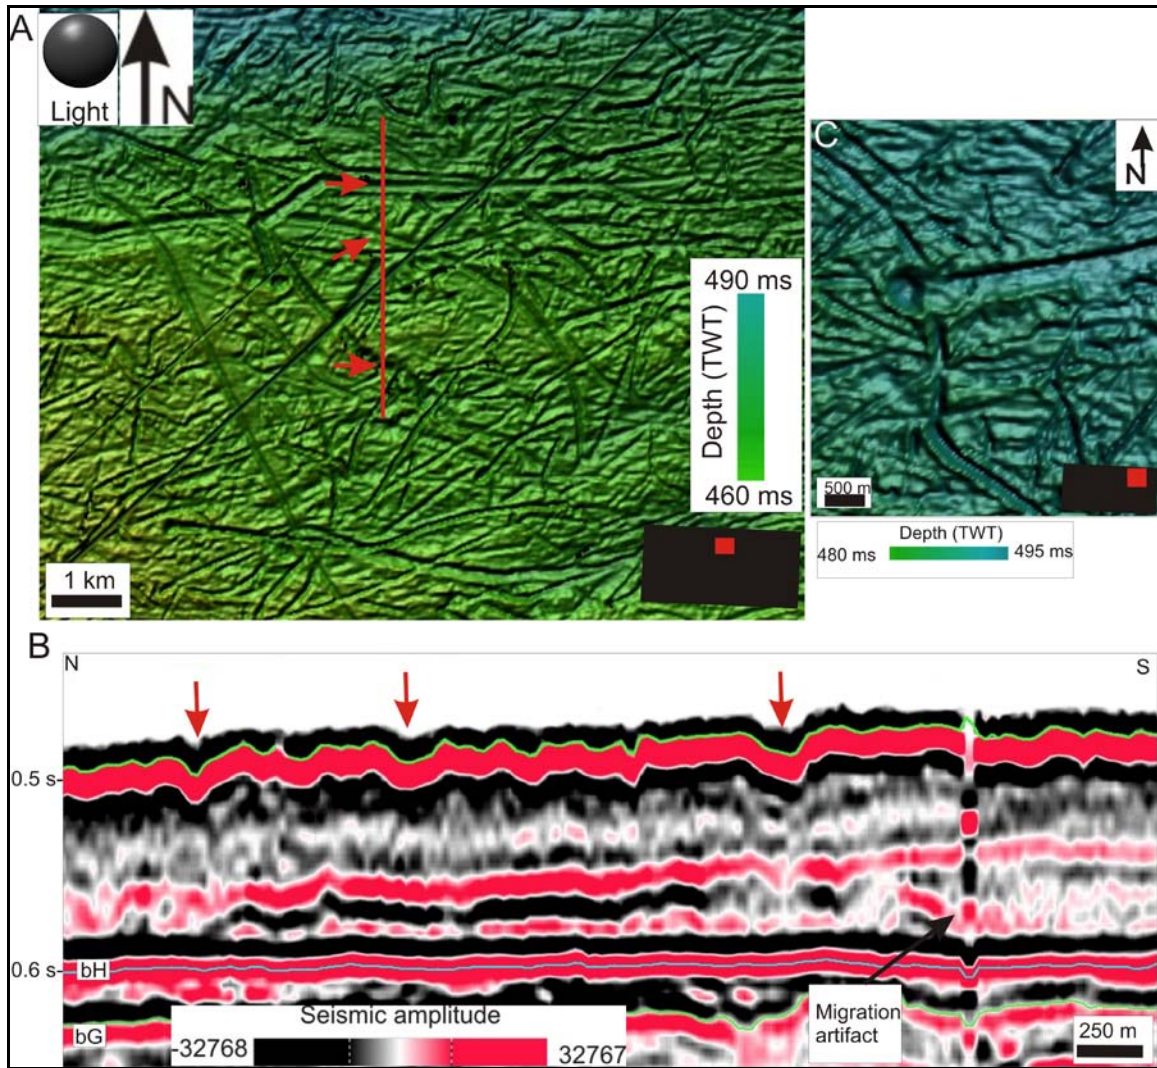 A
Light
N
490 ms
Depth (TWT)
460 ms
1 km
C
N
500 m
Depth (TWT)
480 ms
495 ms
B
N
S
0.5 s
0.6 s
bH
bG
Seismic amplitude
-32768
32767
Migration
artifact
250 m